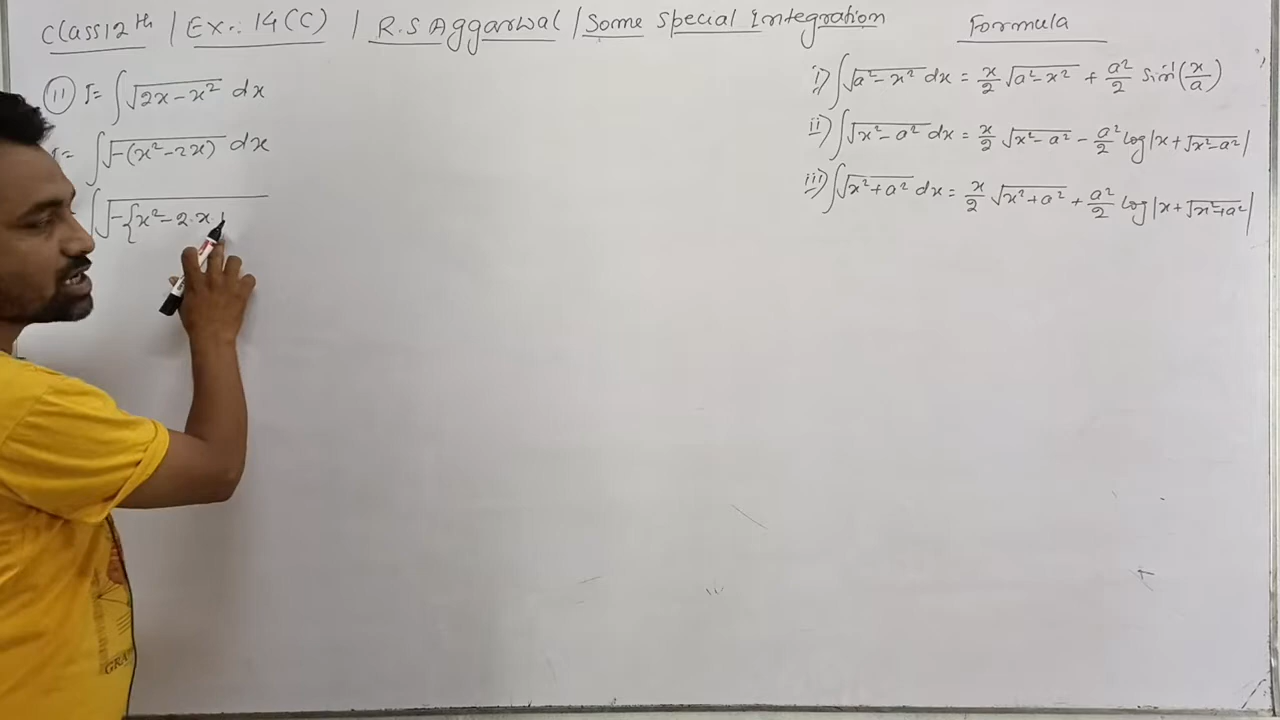 Class12th | Ex.: 14(C) | R.S Aggarwal | Some Special Integration
Formula
(11) I= ∫√(2x-x²) dx
I= ∫√(-(x²-2x)) dx
∫√(-{x²-2·x·1
i) ∫√(a²-x²) dx = x/2 √(a²-x²) + a²/2 Sin⁻¹(x/a)
ii) ∫√(x²-a²) dx = x/2 √(x²-a²) - a²/2 log|x+√(x²-a²)|
iii) ∫√(x²+a²) dx = x/2 √(x²+a²) + a²/2 log|x+√(x²+a²)|
GRA